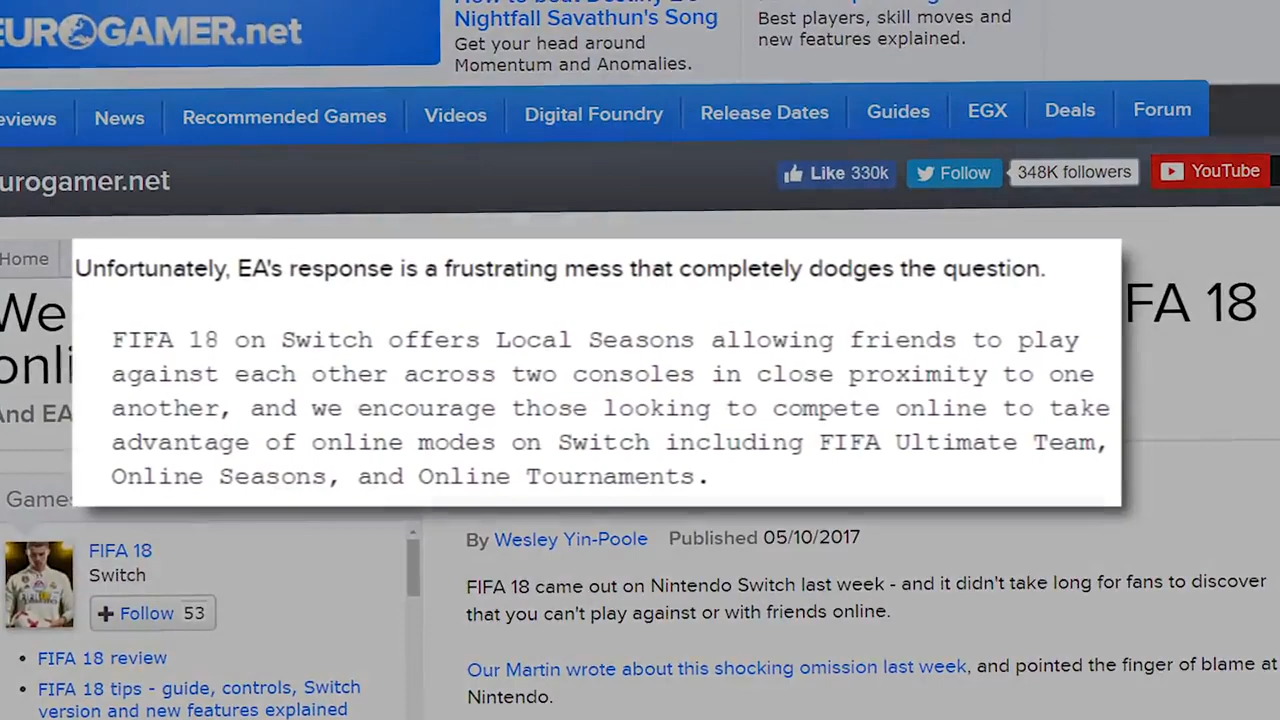 How to beat Destiny 2's
Nightfall Savathun's Song
Get your head around
Momentum and Anomalies.
Best players, skill moves and
new features explained.
EUROGAMER.net
eviews
News
Recommended Games
Videos
Digital Foundry
Release Dates
Guides
EGX
Deals
Forum
urogamer.net
Like 330k
Follow
348K followers
YouTube
Home
We
FA 18
onli
And EA
Unfortunately, EA's response is a frustrating mess that completely dodges the question.
FIFA 18 on Switch offers Local Seasons allowing friends to play
against each other across two consoles in close proximity to one
another, and we encourage those looking to compete online to take
advantage of online modes on Switch including FIFA Ultimate Team,
Online Seasons, and Online Tournaments.
Game
FIFA 18
Switch
+ Follow 53
• FIFA 18 review
• FIFA 18 tips - guide, controls, Switch
version and new features explained
By Wesley Yin-Poole Published 05/10/2017
FIFA 18 came out on Nintendo Switch last week - and it didn't take long for fans to discover
that you can't play against or with friends online.
Our Martin wrote about this shocking omission last week, and pointed the finger of blame at
Nintendo.